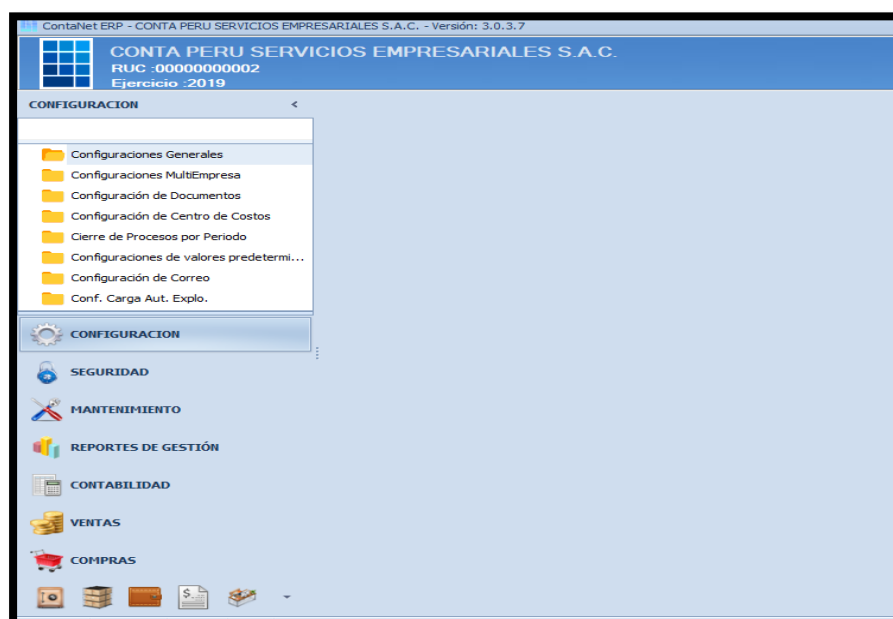 ContaNet ERP - CONTA PERU SERVICIOS EMPRESARIALES S.A.C. - Versión: 3.0.3.7
CONTA PERU SERVICIOS EMPRESARIALES S.A.C.
RUC :00000000002
Ejercicio :2019
CONFIGURACION <
Configuraciones Generales
Configuraciones MultiEmpresa
Configuración de Documentos
Configuración de Centro de Costos
Cierre de Procesos por Periodo
Configuraciones de valores predetermi...
Configuración de Correo
Conf. Carga Aut. Explo.
CONFIGURACION
SEGURIDAD
MANTENIMIENTO
REPORTES DE GESTIÓN
CONTABILIDAD
VENTAS
COMPRAS